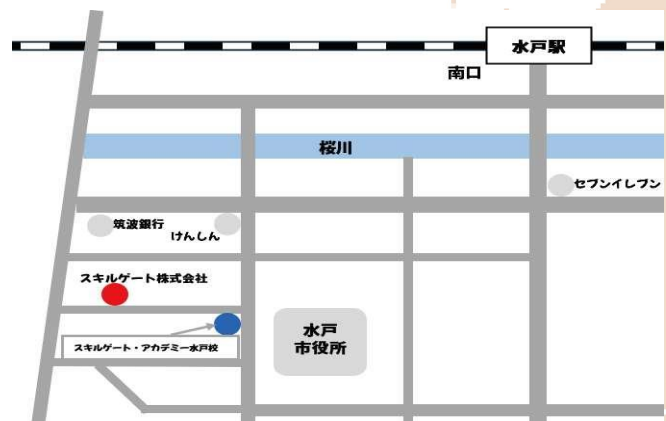 水戸駅
南口
桜川
セブンイレブン
筑波銀行
けんしん
スキルゲート株式会社
スキルゲート・アカデミー水戸校
水戸
市役所